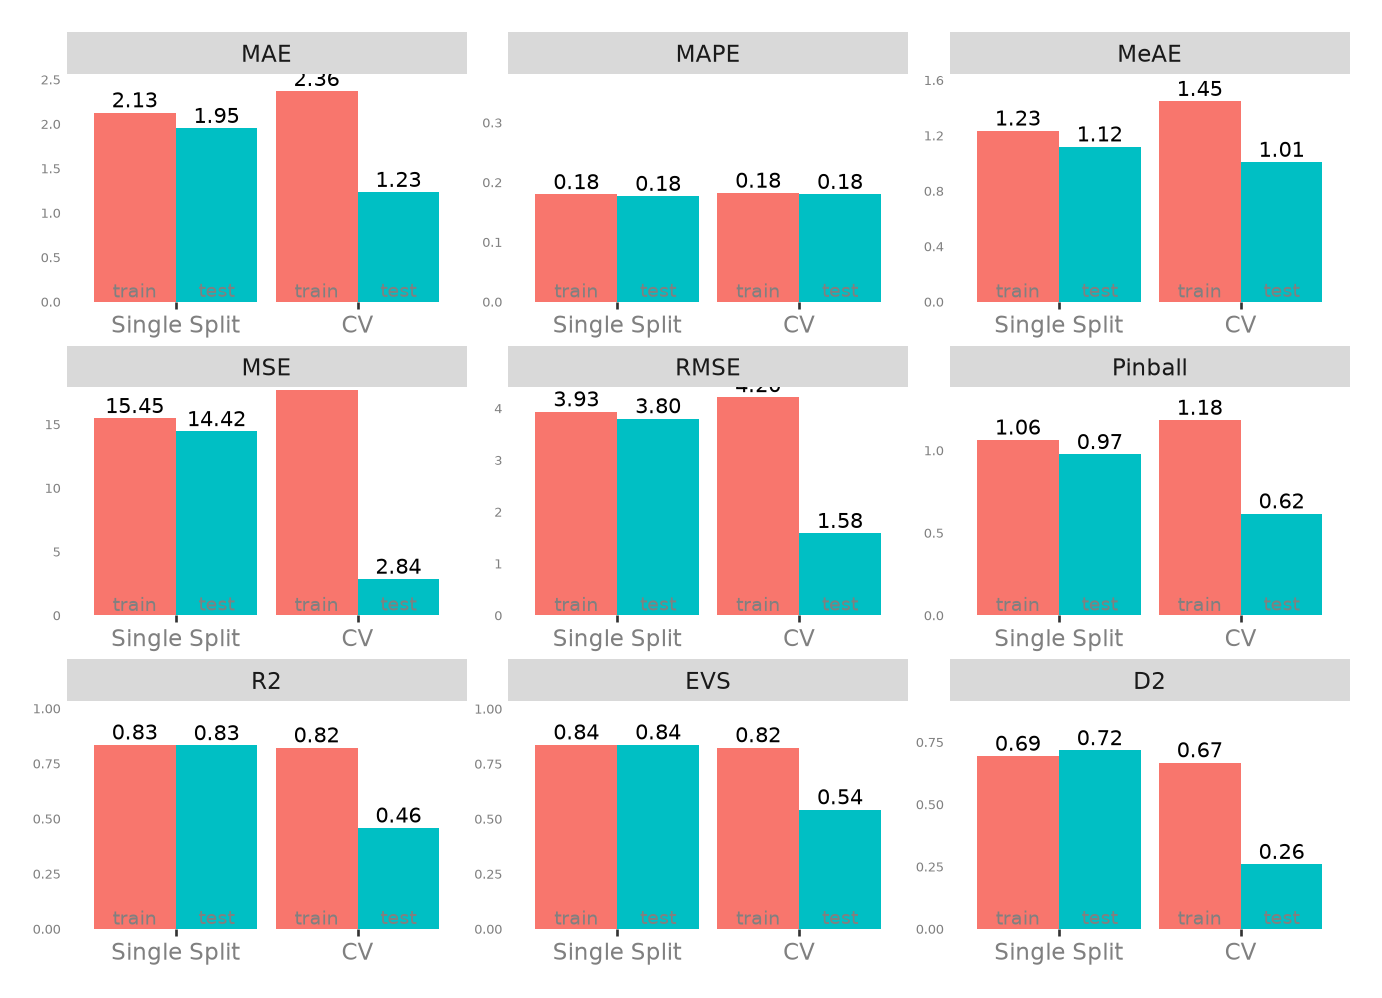 MAE
MAPE
MeAE
2.5
2.0
1.5
1.0
0.5
0.0
2.13
1.95
2.36
1.23
train
test
train
test
Single Split
CV
0.3
0.2
0.1
0.0
0.18
0.18
0.18
0.18
train
test
train
test
Single Split
CV
1.6
1.2
0.8
0.4
0.0
1.23
1.12
1.45
1.01
train
test
train
test
Single Split
CV
MSE
RMSE
Pinball
15
10
5
0
15.45
14.42
2.84
train
test
train
test
Single Split
CV
4
3
2
1
0
3.93
3.80
1.58
train
test
train
test
Single Split
CV
1.0
0.5
0.0
1.06
0.97
1.18
0.62
train
test
train
test
Single Split
CV
R2
EVS
D2
1.00
0.75
0.50
0.25
0.00
0.83
0.83
0.82
0.46
train
test
train
test
Single Split
CV
1.00
0.75
0.50
0.25
0.00
0.84
0.84
0.82
0.54
train
test
train
test
Single Split
CV
0.75
0.50
0.25
0.00
0.69
0.72
0.67
0.26
train
test
train
test
Single Split
CV